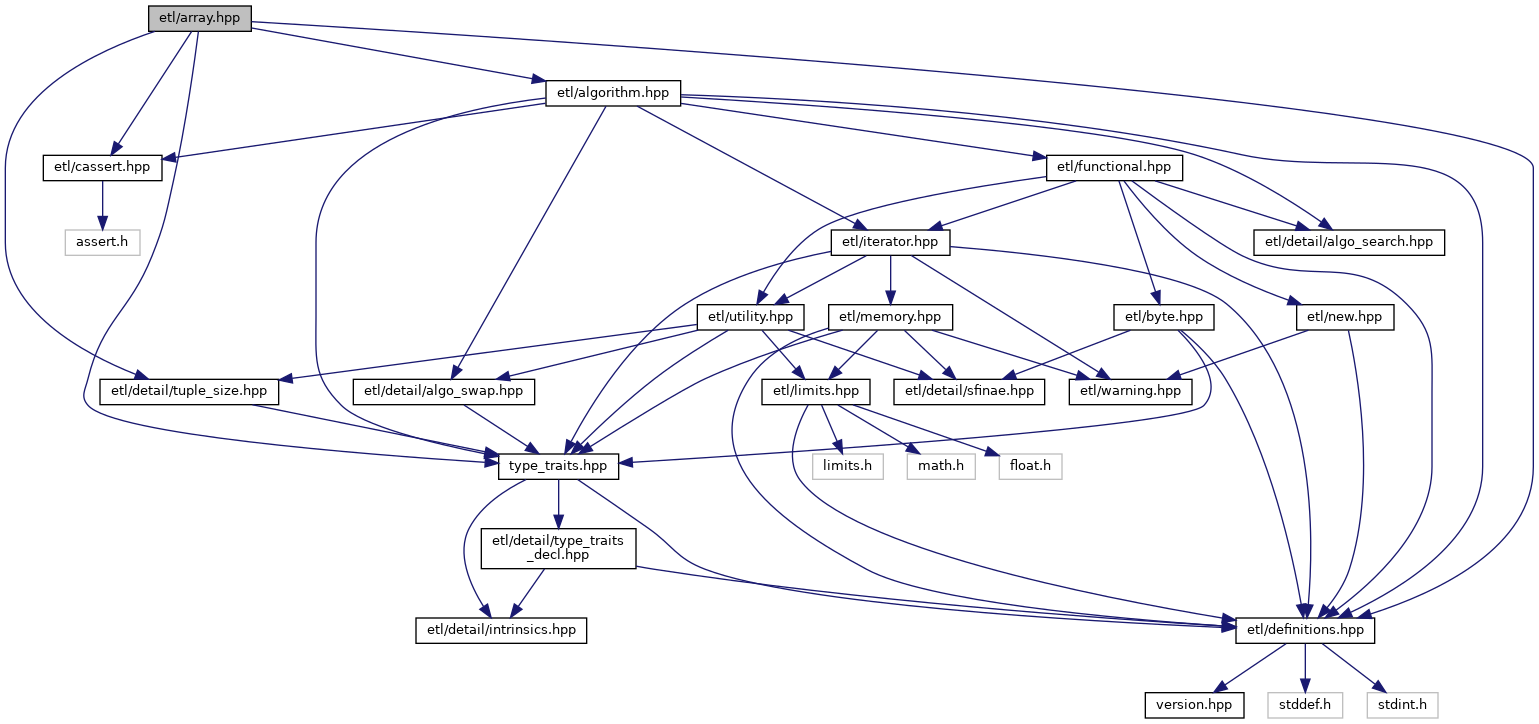 etl/array.hpp
etl/algorithm.hpp
etl/cassert.hpp
etl/functional.hpp
assert.h
etl/iterator.hpp
etl/detail/algo_search.hpp
etl/utility.hpp
etl/memory.hpp
etl/byte.hpp
etl/new.hpp
etl/detail/tuple_size.hpp
etl/detail/algo_swap.hpp
etl/limits.hpp
etl/detail/sfinae.hpp
etl/warning.hpp
type_traits.hpp
limits.h
math.h
float.h
etl/detail/type_traits
_decl.hpp
etl/detail/intrinsics.hpp
etl/definitions.hpp
version.hpp
stddef.h
stdint.h